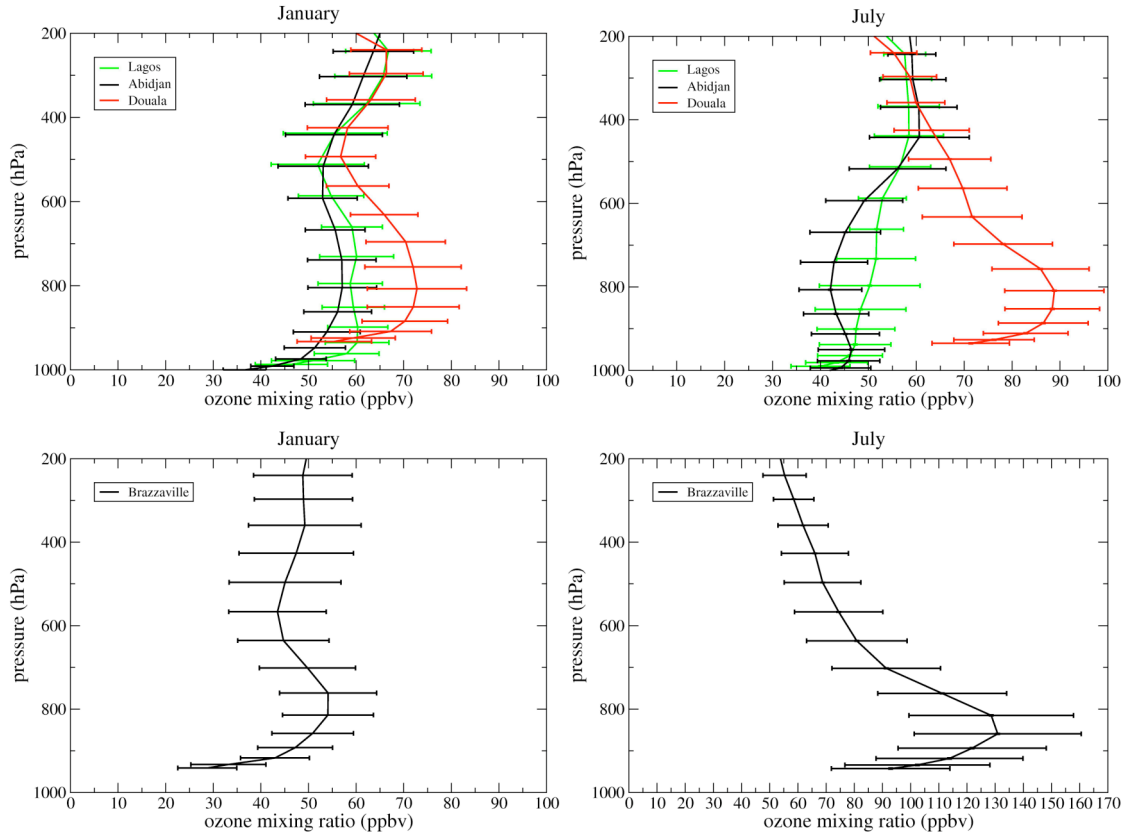 January
200
400
600
800
1000
pressure (hPa)
Lagos
Abidjan
Douala
0 10 20 30 40 50 60 70 80 90 100
ozone mixing ratio (ppbv)
July
200
400
600
800
1000
pressure (hPa)
Lagos
Abidjan
Douala
0 10 20 30 40 50 60 70 80 90 100
ozone mixing ratio (ppbv)
January
200
400
600
800
1000
pressure (hPa)
Brazzaville
0 10 20 30 40 50 60 70 80 90 100
ozone mixing ratio (ppbv)
July
200
400
600
800
1000
pressure (hPa)
Brazzaville
0 10 20 30 40 50 60 70 80 90 100 110 120 130 140 150 160 170
ozone mixing ratio (ppbv)